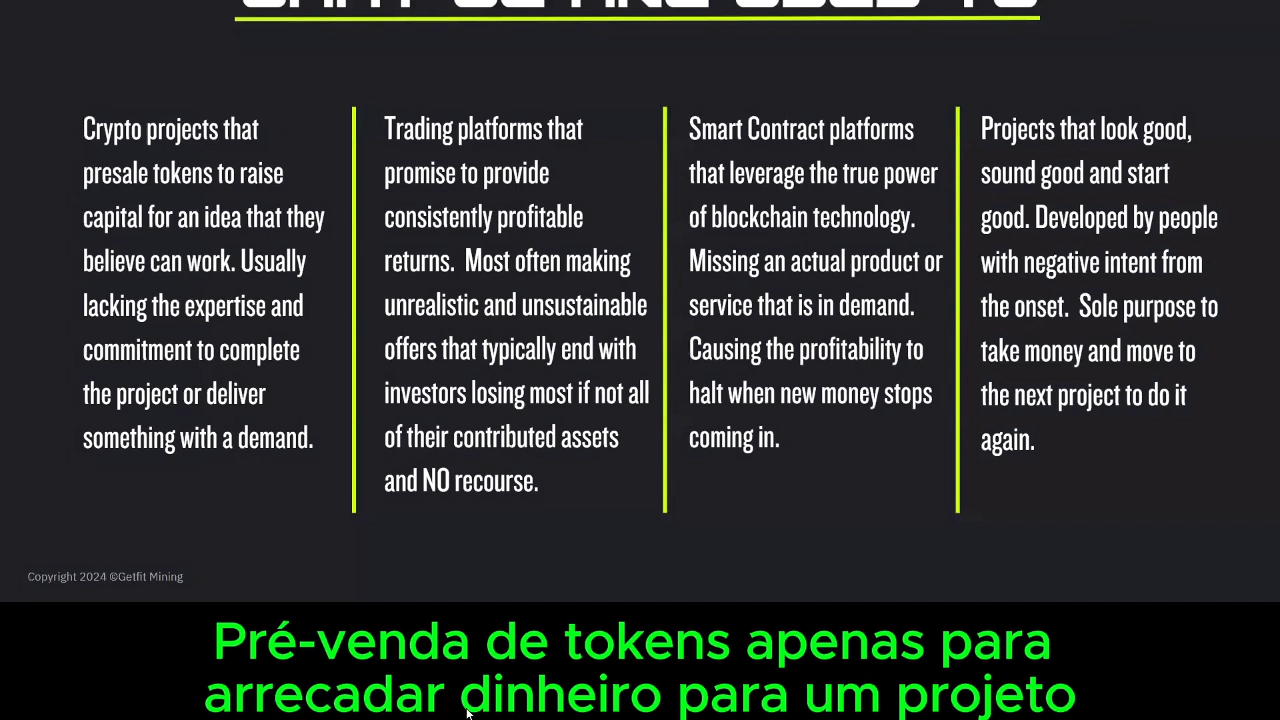 Crypto projects that
presale tokens to raise
capital for an idea that they
believe can work. Usually
lacking the expertise and
commitment to complete
the project or deliver
something with a demand.
Trading platforms that
promise to provide
consistently profitable
returns. Most often making
unrealistic and unsustainable
offers that typically end with
investors losing most if not all
of their contributed assets
and NO recourse.
Smart Contract platforms
that leverage the true power
of blockchain technology.
Missing an actual product or
service that is in demand.
Causing the profitability to
halt when new money stops
coming in.
Projects that look good,
sound good and start
good. Developed by people
with negative intent from
the onset. Sole purpose to
take money and move to
the next project to do it
again.
Copyright 2024 ©Getfit Mining
Pré-venda de tokens apenas para
arrecadar dinheiro para um projeto